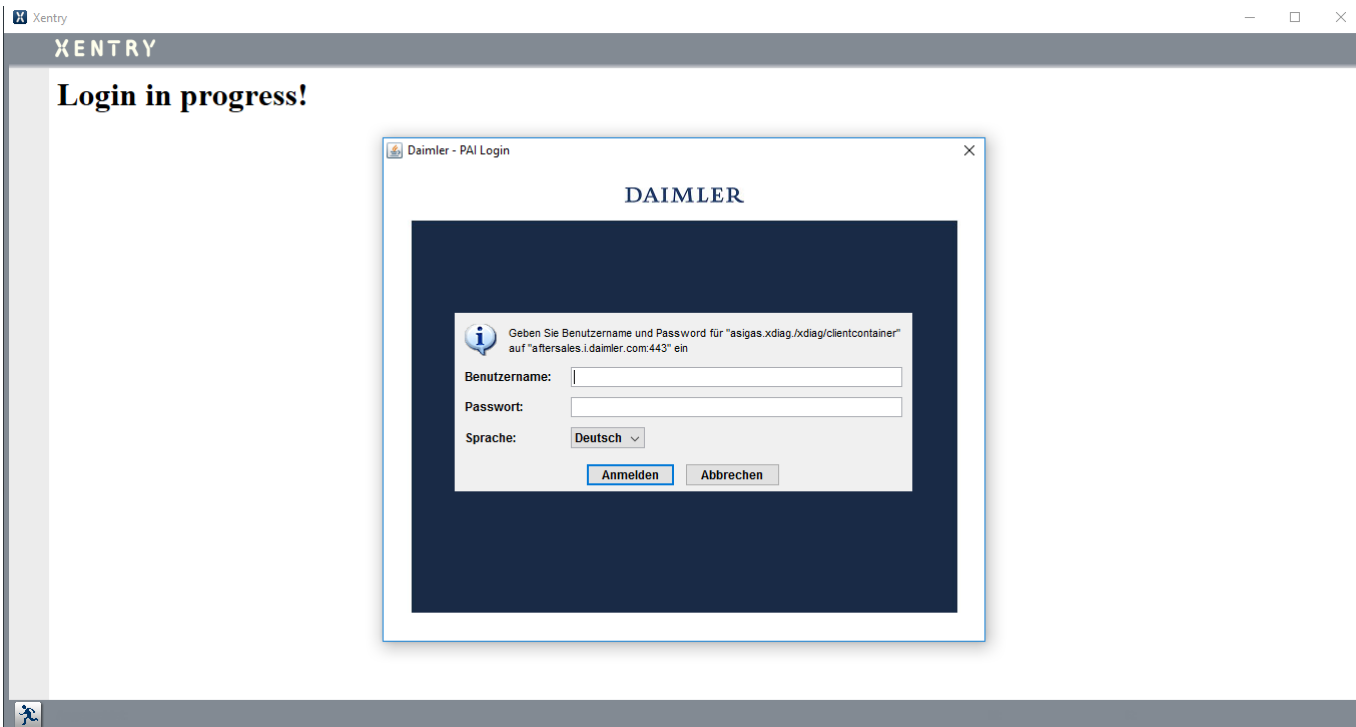 Xentry
XENTRY
Login in progress!
Daimler - PAI Login
DAIMLER
Geben Sie Benutzername und Password für "asigas.xdiag./xdiag/clientcontainer"
auf "aftersales.i.daimler.com:443" ein
Benutzername:
Passwort:
Sprache: Deutsch
Anmelden Abbrechen